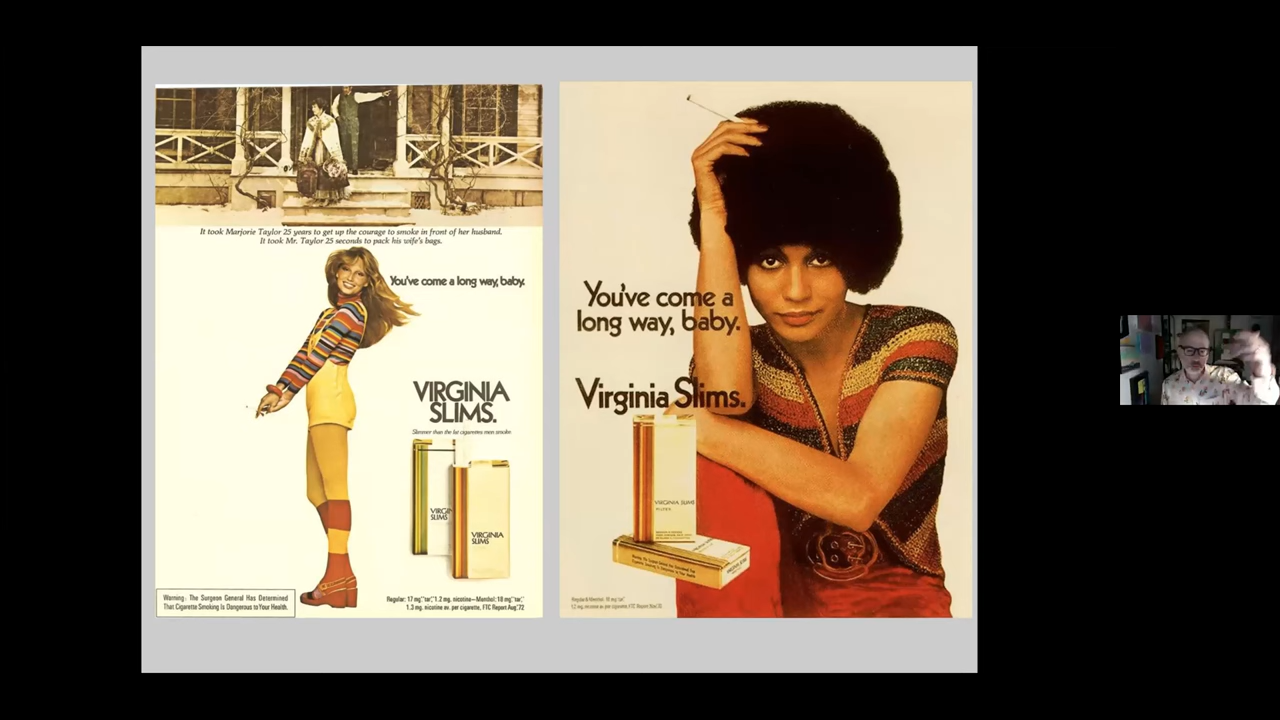 It took Marjorie Taylor 25 years to get up the courage to smoke in front of her husband.
It took Mr. Taylor 25 seconds to pack his wife's bags.
You've come a long way, baby.
VIRGINIA
SLIMS.
Slimmer than the fat cigarettes men smoke.
VIRGIN
SLIMS
VIRGINIA
SLIMS
Warning: The Surgeon General Has Determined
That Cigarette Smoking Is Dangerous to Your Health.
Regular: 17 mg."tar," 1.2 mg. nicotine—Menthol: 18 mg."tar,"
1.3 mg. nicotine av. per cigarette, FTC Report Aug.'72
You've come a
long way, baby.
Virginia Slims.
VIRGINIA SLIMS